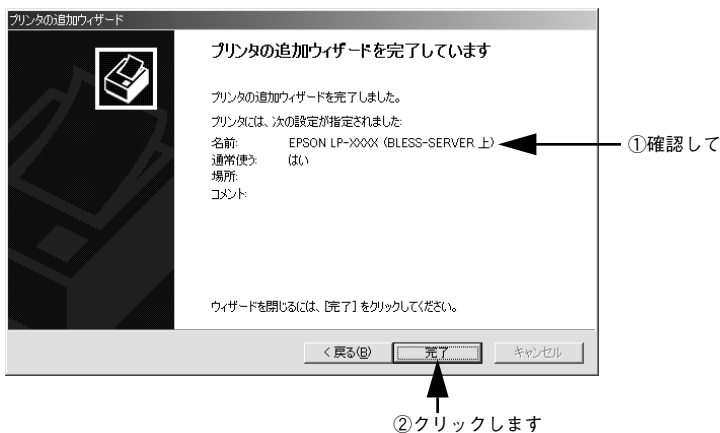 プリンタの追加ウィザード
プリンタの追加ウィザードを完了しています
プリンタの追加ウィザードを完了しました。
プリンタには、次の設定が指定されました:
名前: EPSON LP-XXXX (BLESS-SERVER 上)
①確認して
通常使う: はい
場所:
コメント:
ウィザードを閉じるには、[完了] をクリックしてください。
< 戻る(B) 完了 キャンセル
②クリックします